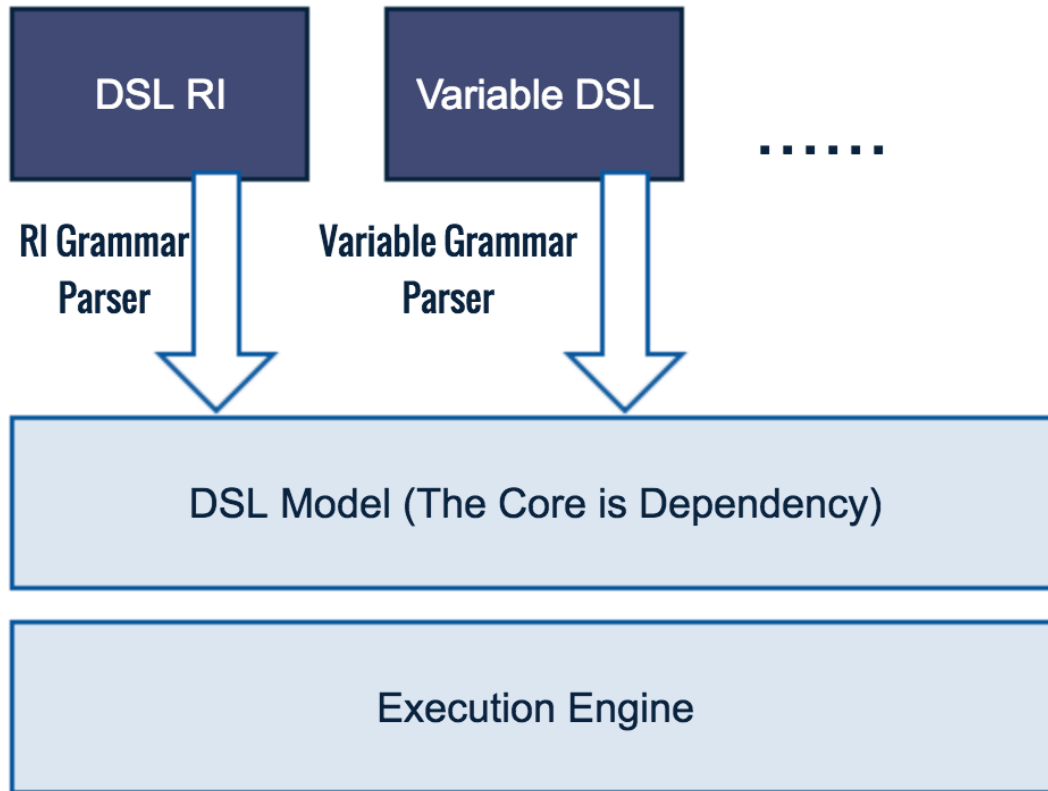 DSL RI
Variable DSL
......
RI Grammar
Parser
Variable Grammar
Parser
DSL Model (The Core is Dependency)
Execution Engine